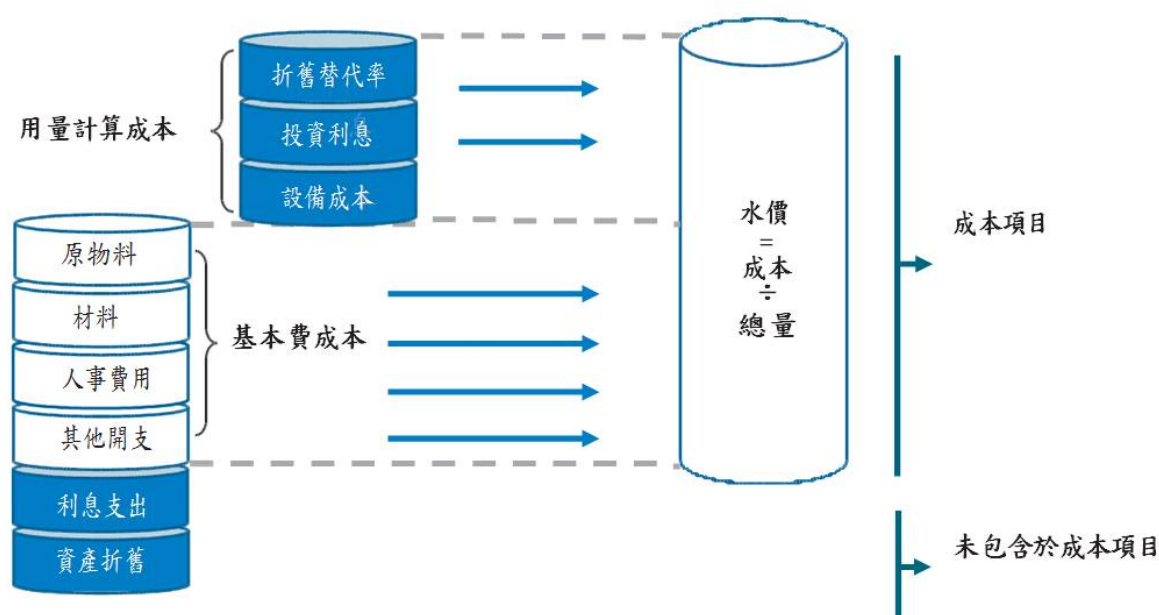 折舊替代率
投資利息
設備成本
用量計算成本
原物料
材料
人事費用
其他開支
利息支出
資產折舊
基本費成本
水價
=
成本
÷
總量
成本項目
未包含於成本項目